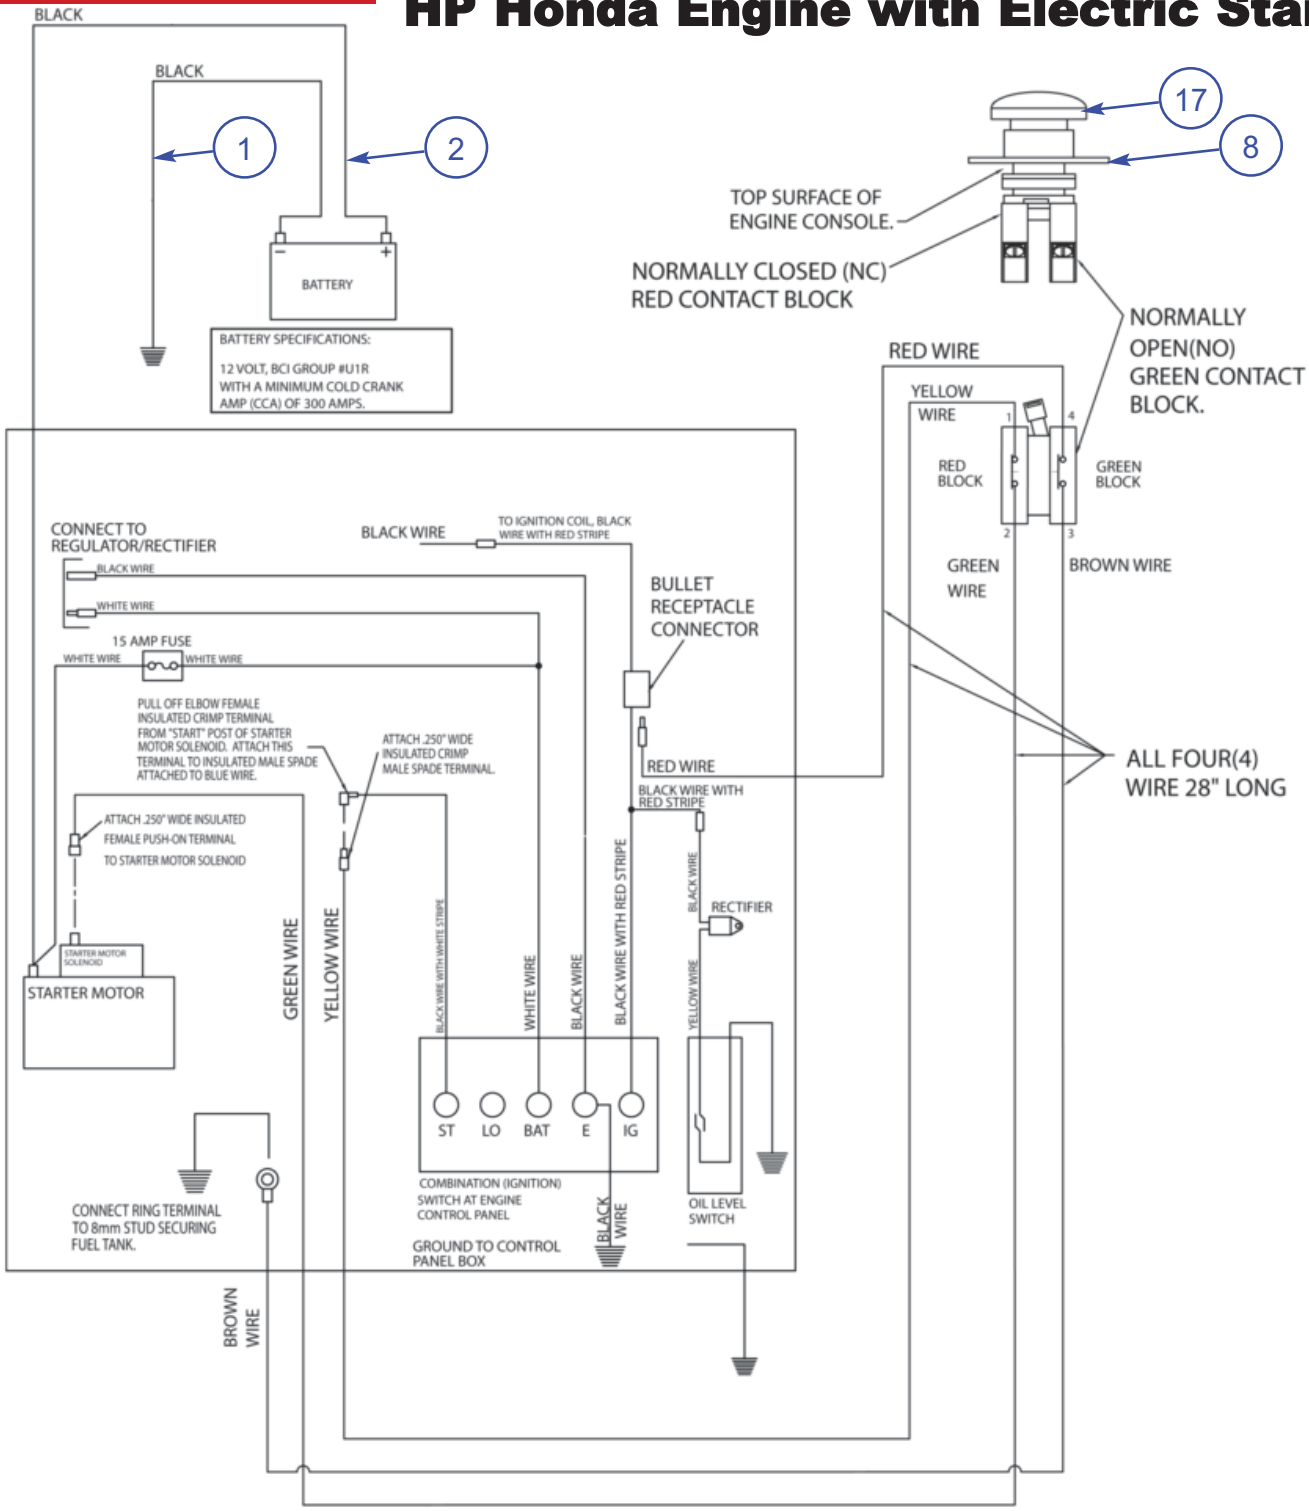 HP Honda Engine with Electric Sta
BLACK
BLACK
1
2
17
8
TOP SURFACE OF
ENGINE CONSOLE.
NORMALLY CLOSED (NC)
RED CONTACT BLOCK
NORMALLY
OPEN(NO)
GREEN CONTACT
BLOCK.
-
+
BATTERY
BATTERY SPECIFICATIONS:
12 VOLT, BCI GROUP #U1R
WITH A MINIMUM COLD CRANK
AMP (CCA) OF 300 AMPS.
RED WIRE
YELLOW
WIRE
1
4
RED
BLOCK
GREEN
BLOCK
2
3
GREEN
WIRE
BROWN WIRE
ALL FOUR(4)
WIRE 28" LONG
CONNECT TO
REGULATOR/RECTIFIER
BLACK WIRE
WHITE WIRE
BLACK WIRE
TO IGNITION COIL, BLACK
WIRE WITH RED STRIPE
BULLET
RECEPTACLE
CONNECTOR
15 AMP FUSE
WHITE WIRE
WHITE WIRE
PULL OFF ELBOW FEMALE
INSULATED CRIMP TERMINAL
FROM "START" POST OF STARTER
MOTOR SOLENOID. ATTACH THIS
TERMINAL TO INSULATED MALE SPADE
ATTACHED TO BLUE WIRE.
ATTACH .250" WIDE
INSULATED CRIMP
MALE SPADE TERMINAL.
RED WIRE
BLACK WIRE WITH
RED STRIPE
ATTACH .250" WIDE INSULATED
FEMALE PUSH-ON TERMINAL
TO STARTER MOTOR SOLENOID
STARTER MOTOR
SOLENOID
STARTER MOTOR
GREEN WIRE
YELLOW WIRE
BLACK WIRE WITH WHITE STRIPE
WHITE WIRE
BLACK WIRE
BLACK WIRE WITH RED STRIPE
BLACK WIRE
RECTIFIER
YELLOW WIRE
ST
LO
BAT
E
IG
COMBINATION (IGNITION)
SWITCH AT ENGINE
CONTROL PANEL
BLACK
WIRE
GROUND TO CONTROL
PANEL BOX
OIL LEVEL
SWITCH
CONNECT RING TERMINAL
TO 8mm STUD SECURING
FUEL TANK.
BROWN
WIRE